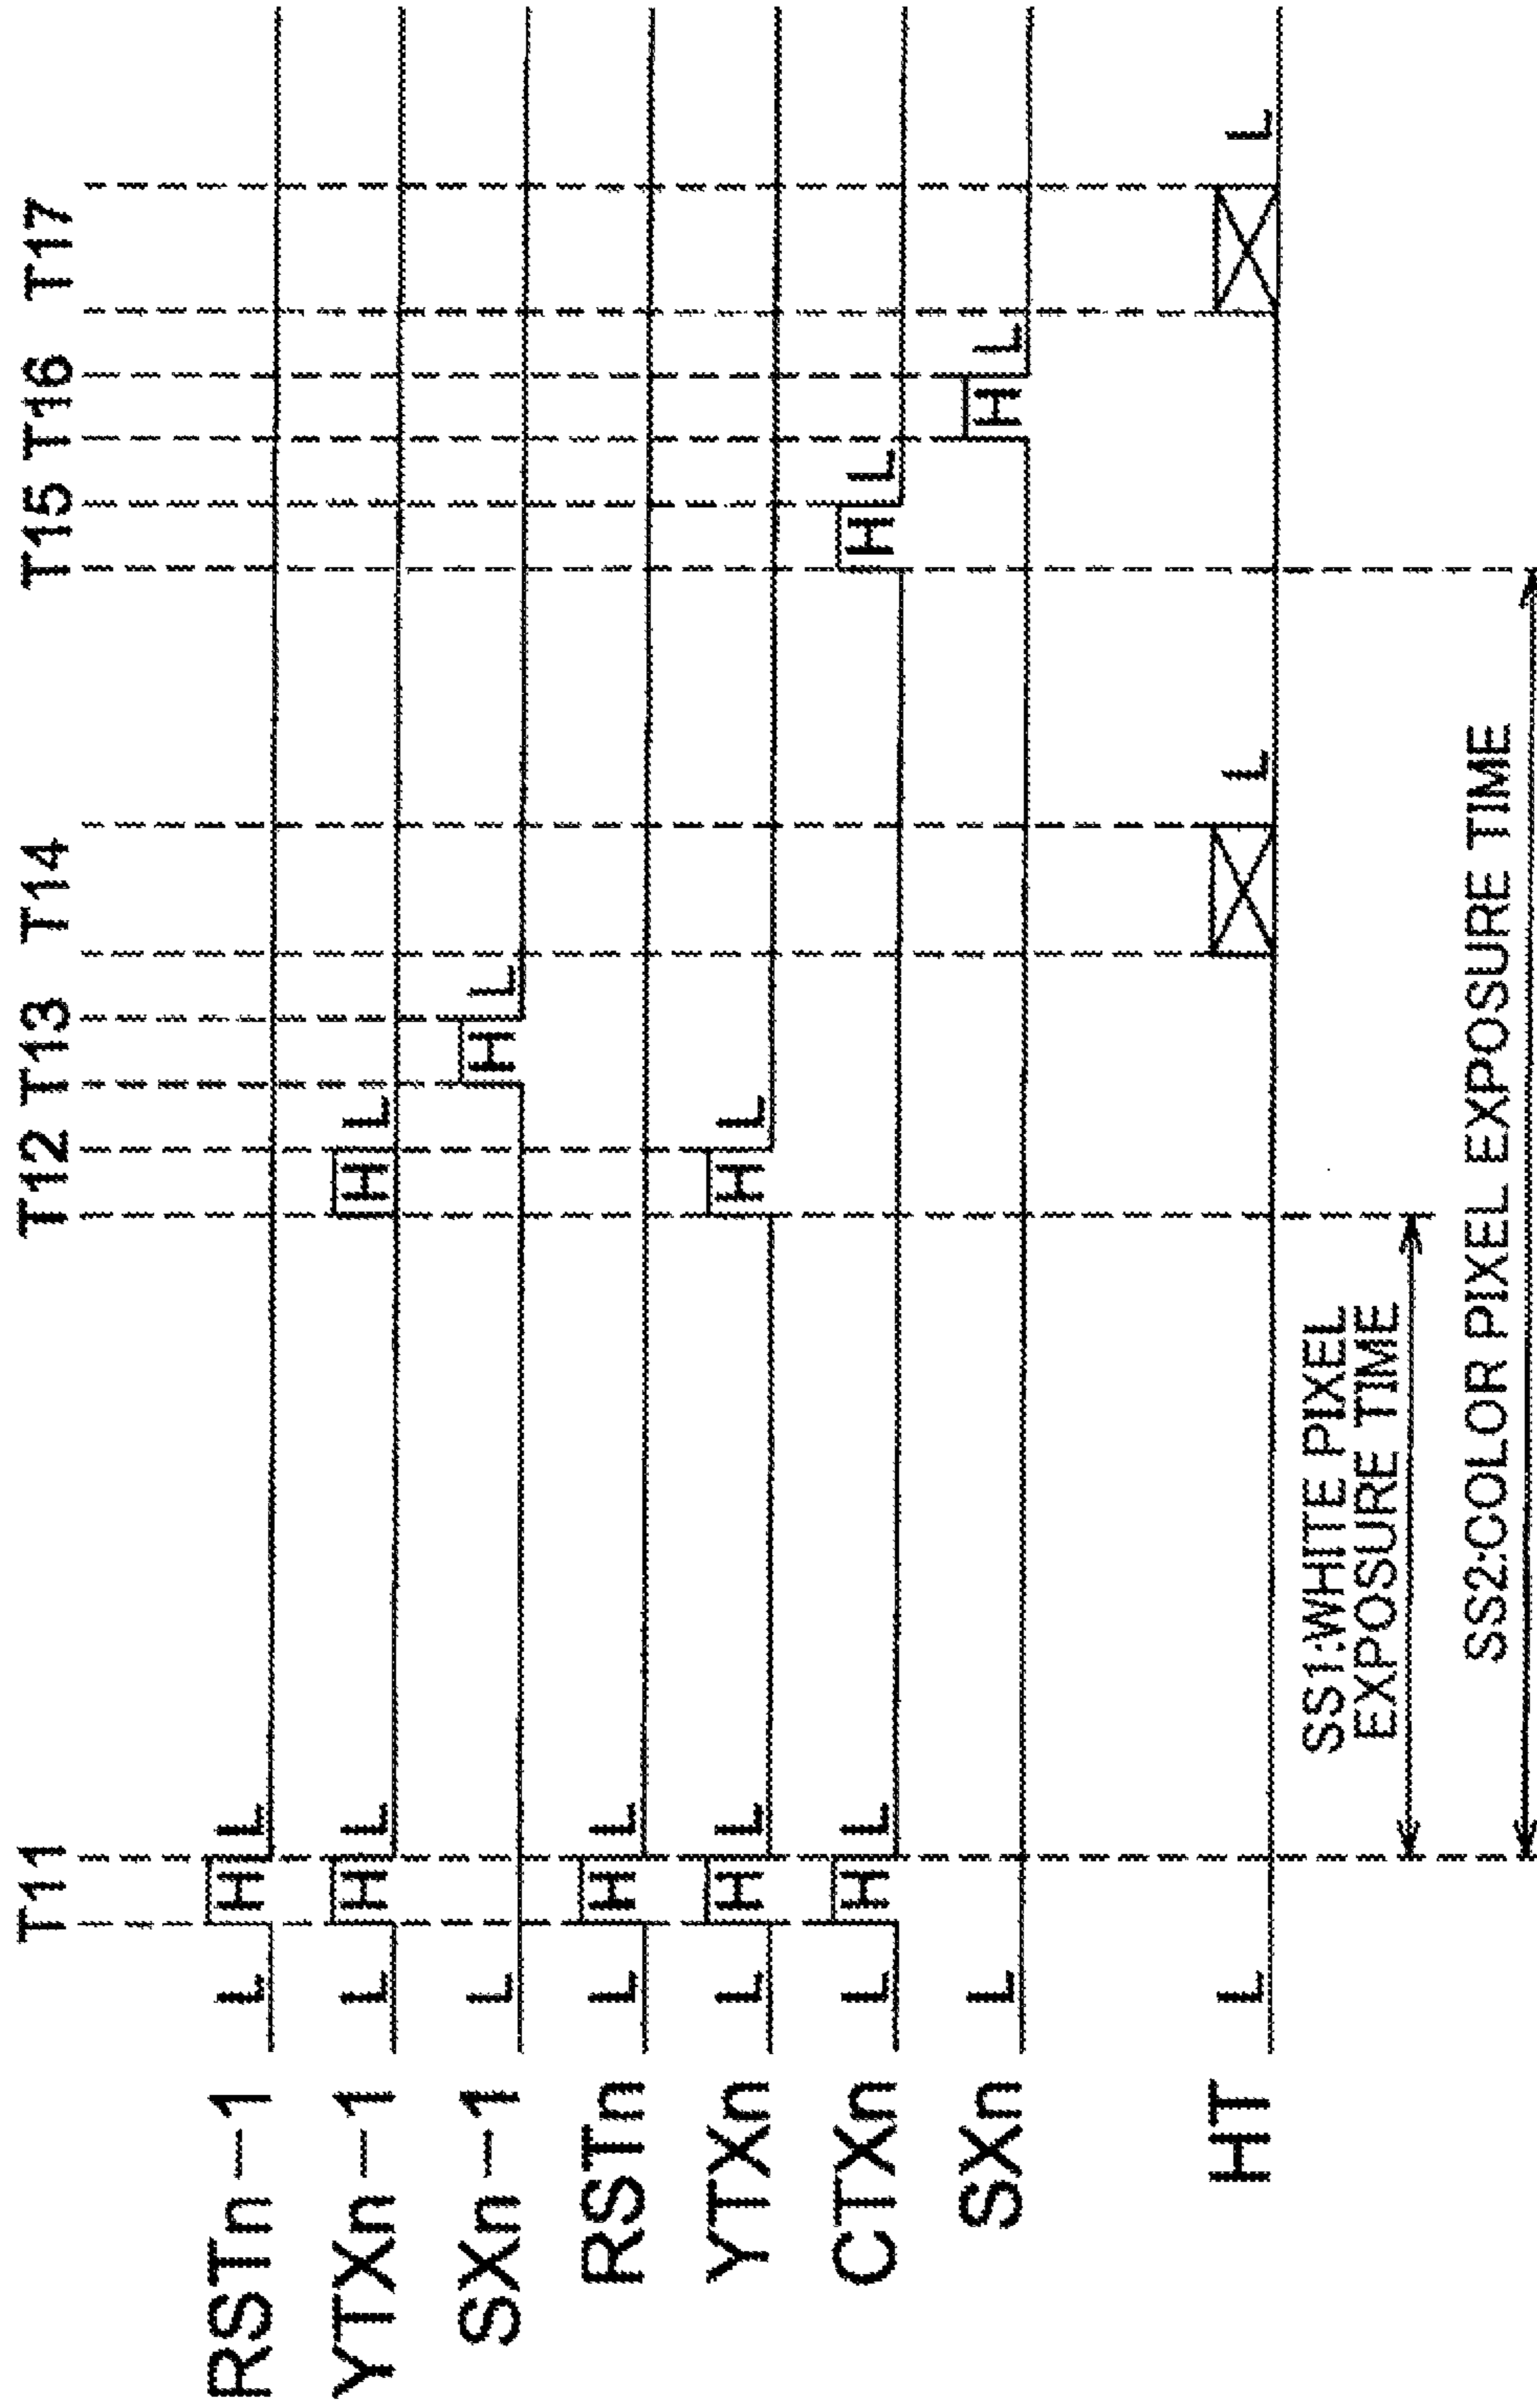 T11 T12 T13 T14 T15 T16 T17
RSTn-1 L H L
YTXn-1 L H L H L
SXn-1 L H L
RSTn L H L
YTXn L H L H L
CTXn L H L H L
SXn L H L
HT L L L
SS1:WHITE PIXEL
EXPOSURE TIME
SS2:COLOR PIXEL EXPOSURE TIME